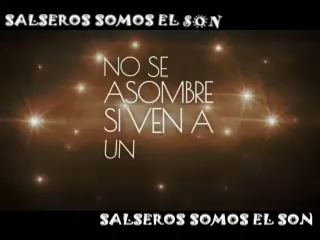 SALSEROS SOMOS EL SON
NO SE
ASOMBRE
SI VEN A
UN
SALSEROS SOMOS EL SON